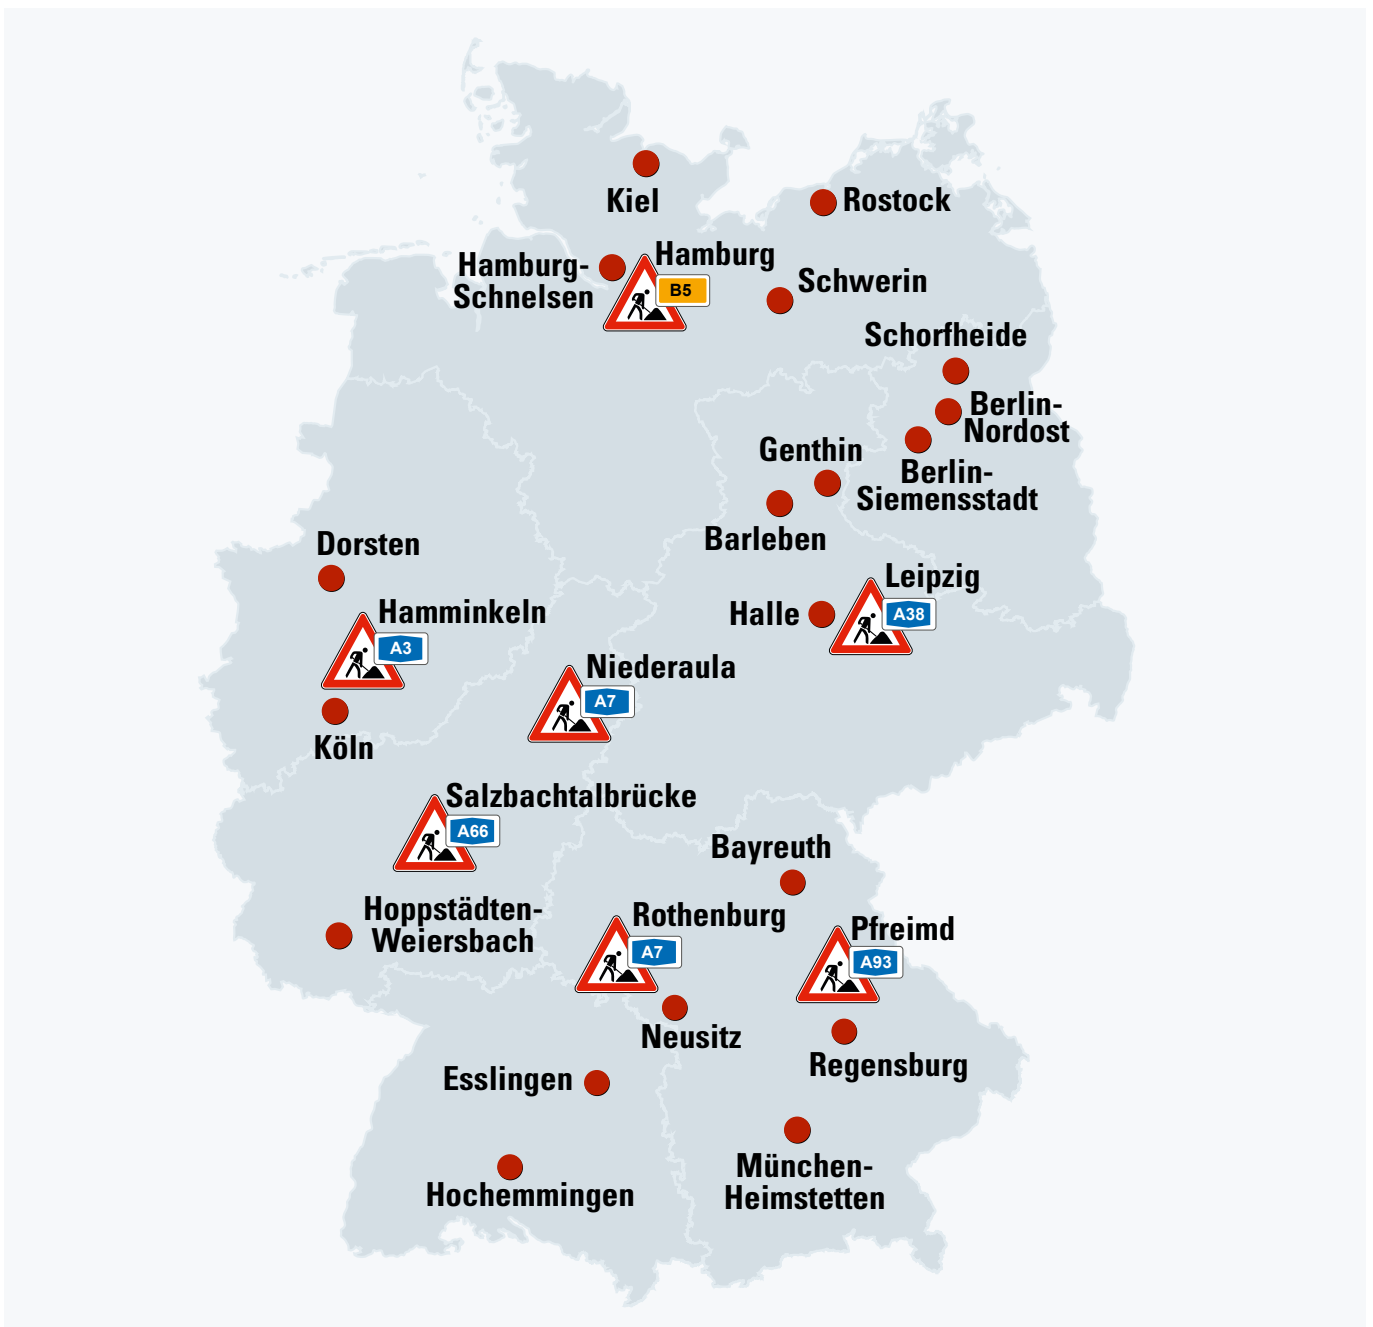 Kiel
Rostock
Hamburg-
Schnelsen
Hamburg
B5
Schwerin
Schorfheide
Berlin-
Nordost
Genthin
Berlin-
Siemensstadt
Barleben
Dorsten
Leipzig
A38
Halle
Hamminkeln
A3
Niederaula
A7
Köln
Salzbachtalbrücke
A66
Bayreuth
Hoppstädten-
Weiersbach
Rothenburg
A7
Pfreimd
A93
Neusitz
Regensburg
Esslingen
München-
Heimstetten
Hochemmingen